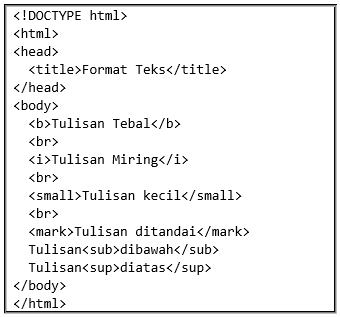 <!DOCTYPE html>
<html>
<head>
  <title>Format Teks</title>
</head>
<body>
  <b>Tulisan Tebal</b>
  <br>
  <i>Tulisan Miring</i>
  <br>
  <small>Tulisan kecil</small>
  <br>
  <mark>Tulisan ditandai</mark>
  Tulisan<sub>dibawah</sub>
  Tulisan<sup>diatas</sup>
</body>
</html>